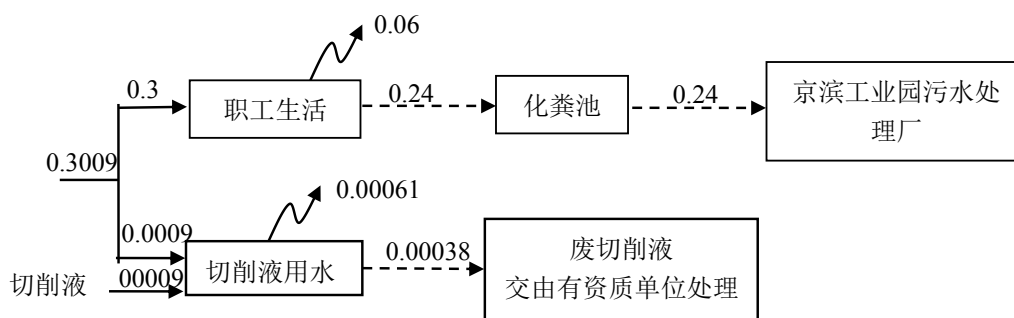 0.06
0.3
职工生活
0.24
化粪池
0.24
京滨工业园污水处
理厂
0.3009
0.00061
0.0009
切削液用水
0.00038
废切削液
交由有资质单位处理
切削液
00009